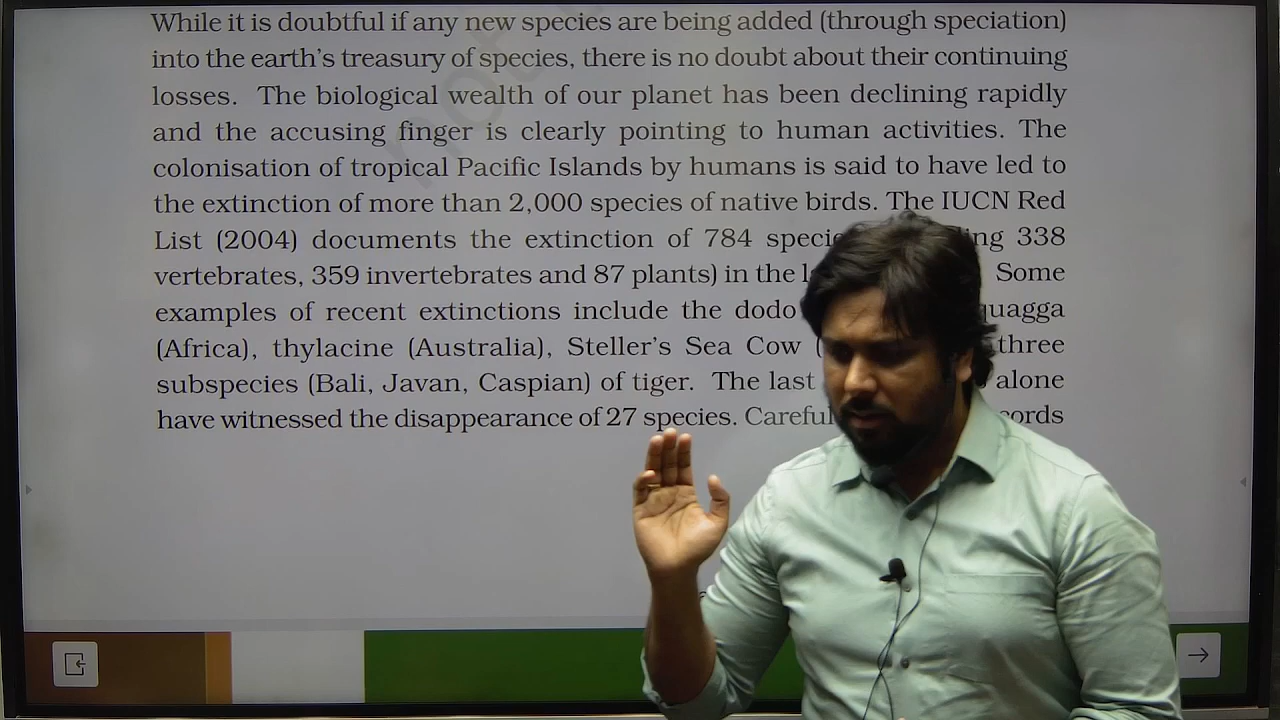 While it is doubtful if any new species are being added (through speciation)
into the earth's treasury of species, there is no doubt about their continuing
losses. The biological wealth of our planet has been declining rapidly
and the accusing finger is clearly pointing to human activities. The
colonisation of tropical Pacific Islands by humans is said to have led to
the extinction of more than 2,000 species of native birds. The IUCN Red
List (2004) documents the extinction of 784 338
vertebrates, 359 invertebrates and 87 plants) in the Some
examples of recent extinctions include the dodo
(Africa), thylacine (Australia), Steller's Sea Cow three
subspecies (Bali, Javan, Caspian) of tiger. The last alone
have witnessed the disappearance of 27 species.